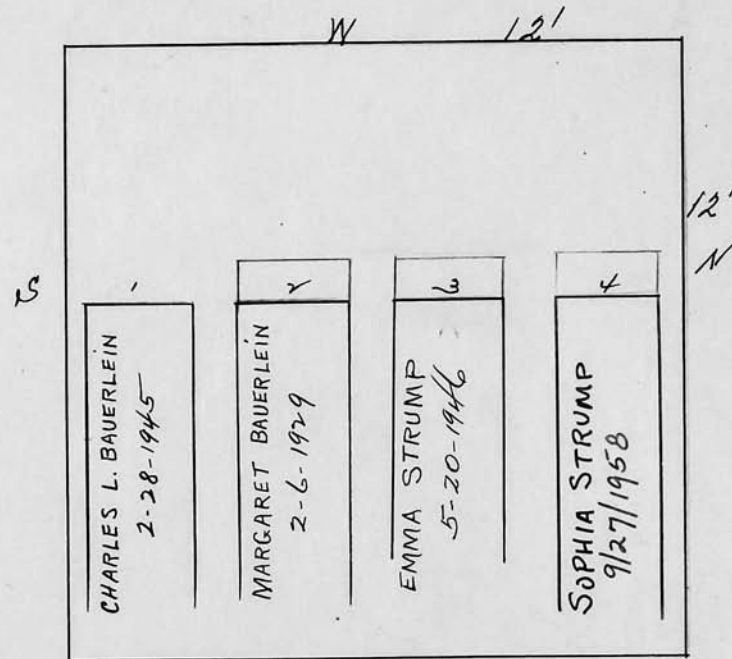 W 12'
12'
N
S
1 2 3 4
CHARLES L. BAUERLEIN
2-28-1945
MARGARET BAUERLEIN
2-6-1929
EMMA STRUMP
5-20-1946
SOPHIA STRUMP
9/27/1958